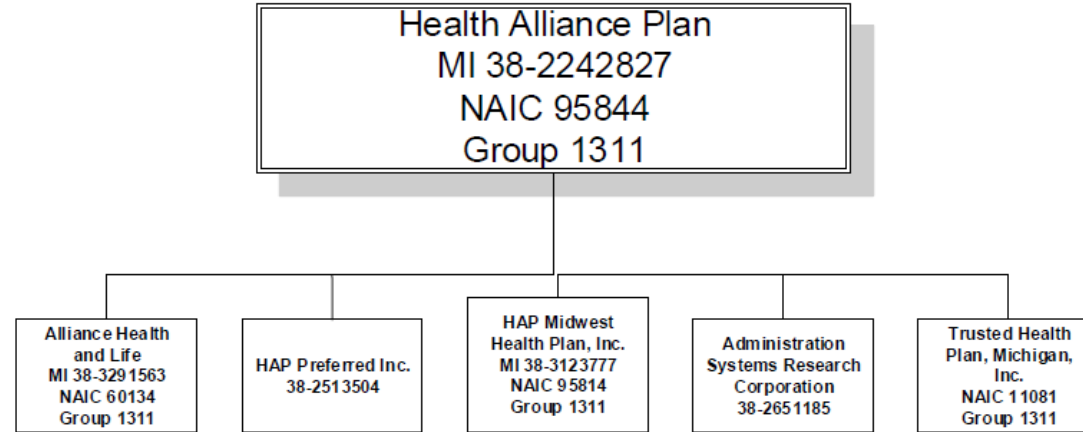 Health Alliance Plan
MI 38-2242827
NAIC 95844
Group 1311
Alliance Health
and Life
MI 38-3291563
NAIC 60134
Group 1311
HAP Preferred Inc.
38-2513504
HAP Midwest
Health Plan, Inc.
MI 38-3123777
NAIC 95814
Group 1311
Administration
Systems Research
Corporation
38-2651185
Trusted Health
Plan, Michigan,
Inc.
NAIC 11081
Group 1311